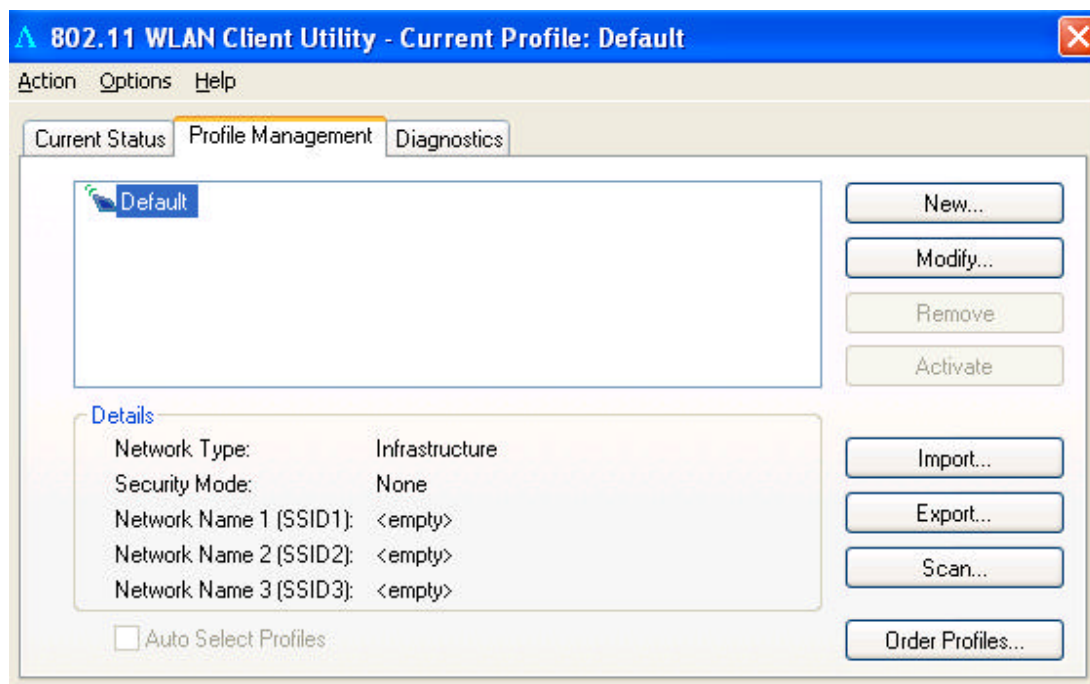 802.11 WLAN Client Utility - Current Profile: Default
Action Options Help
Current Status Profile Management Diagnostics
Default
New...
Modify...
Remove
Activate
Details
Network Type: Infrastructure
Security Mode: None
Network Name 1 (SSID1): <empty>
Network Name 2 (SSID2): <empty>
Network Name 3 (SSID3): <empty>
Import...
Export...
Scan...
Auto Select Profiles
Order Profiles...